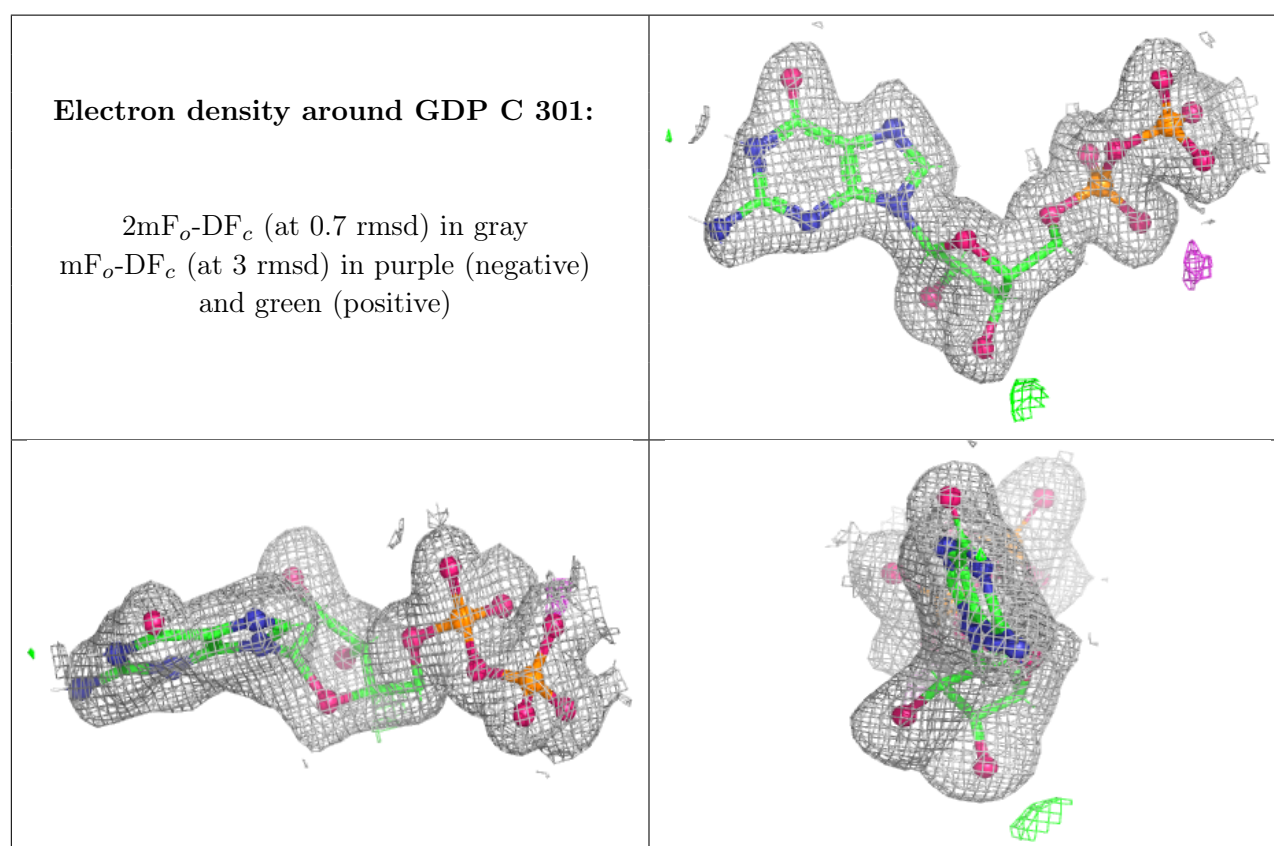 Electron density around GDP C 301:
2mFₒ-DF𝑐 (at 0.7 rmsd) in gray
mFₒ-DF𝑐 (at 3 rmsd) in purple (negative)
and green (positive)